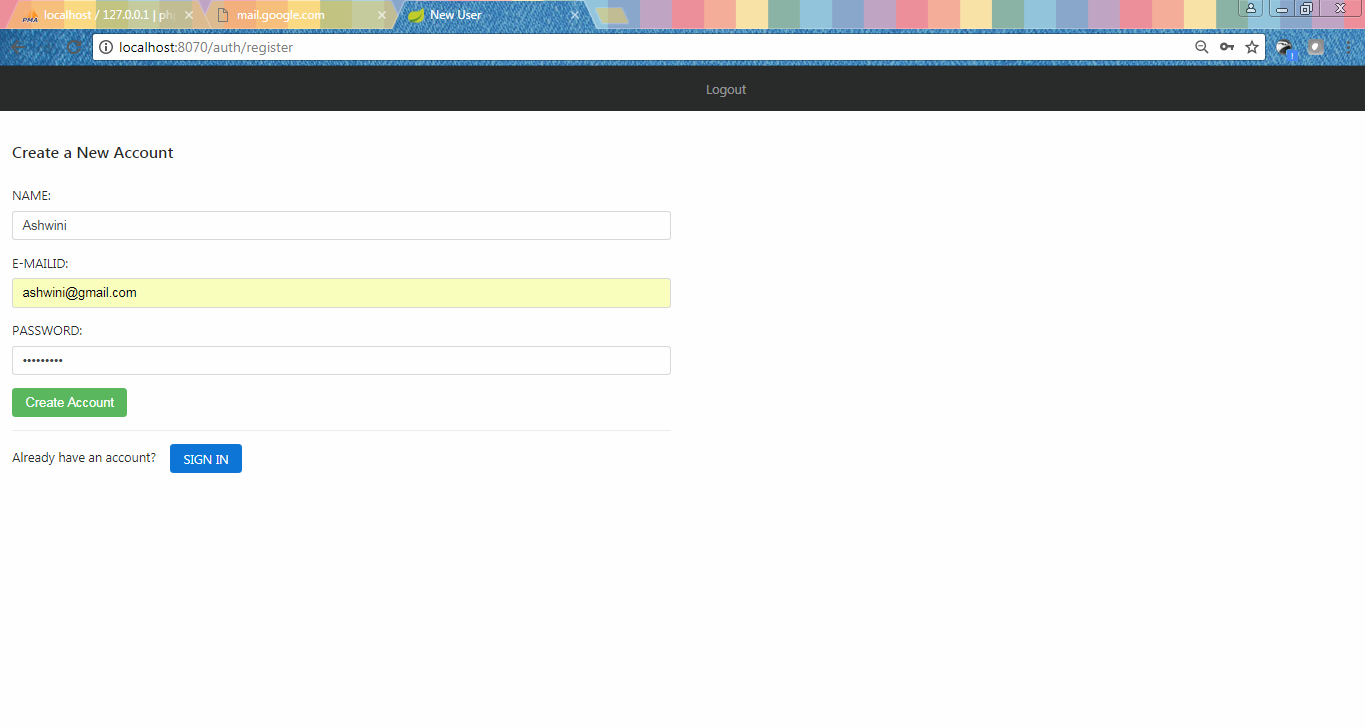 PMA localhost / 127.0.0.1 | ph
mail.google.com
New User
localhost:8070/auth/register
Logout
Create a New Account
NAME:
Ashwini
E-MAILID:
ashwini@gmail.com
PASSWORD:
•••••••••
Create Account
Already have an account? SIGN IN